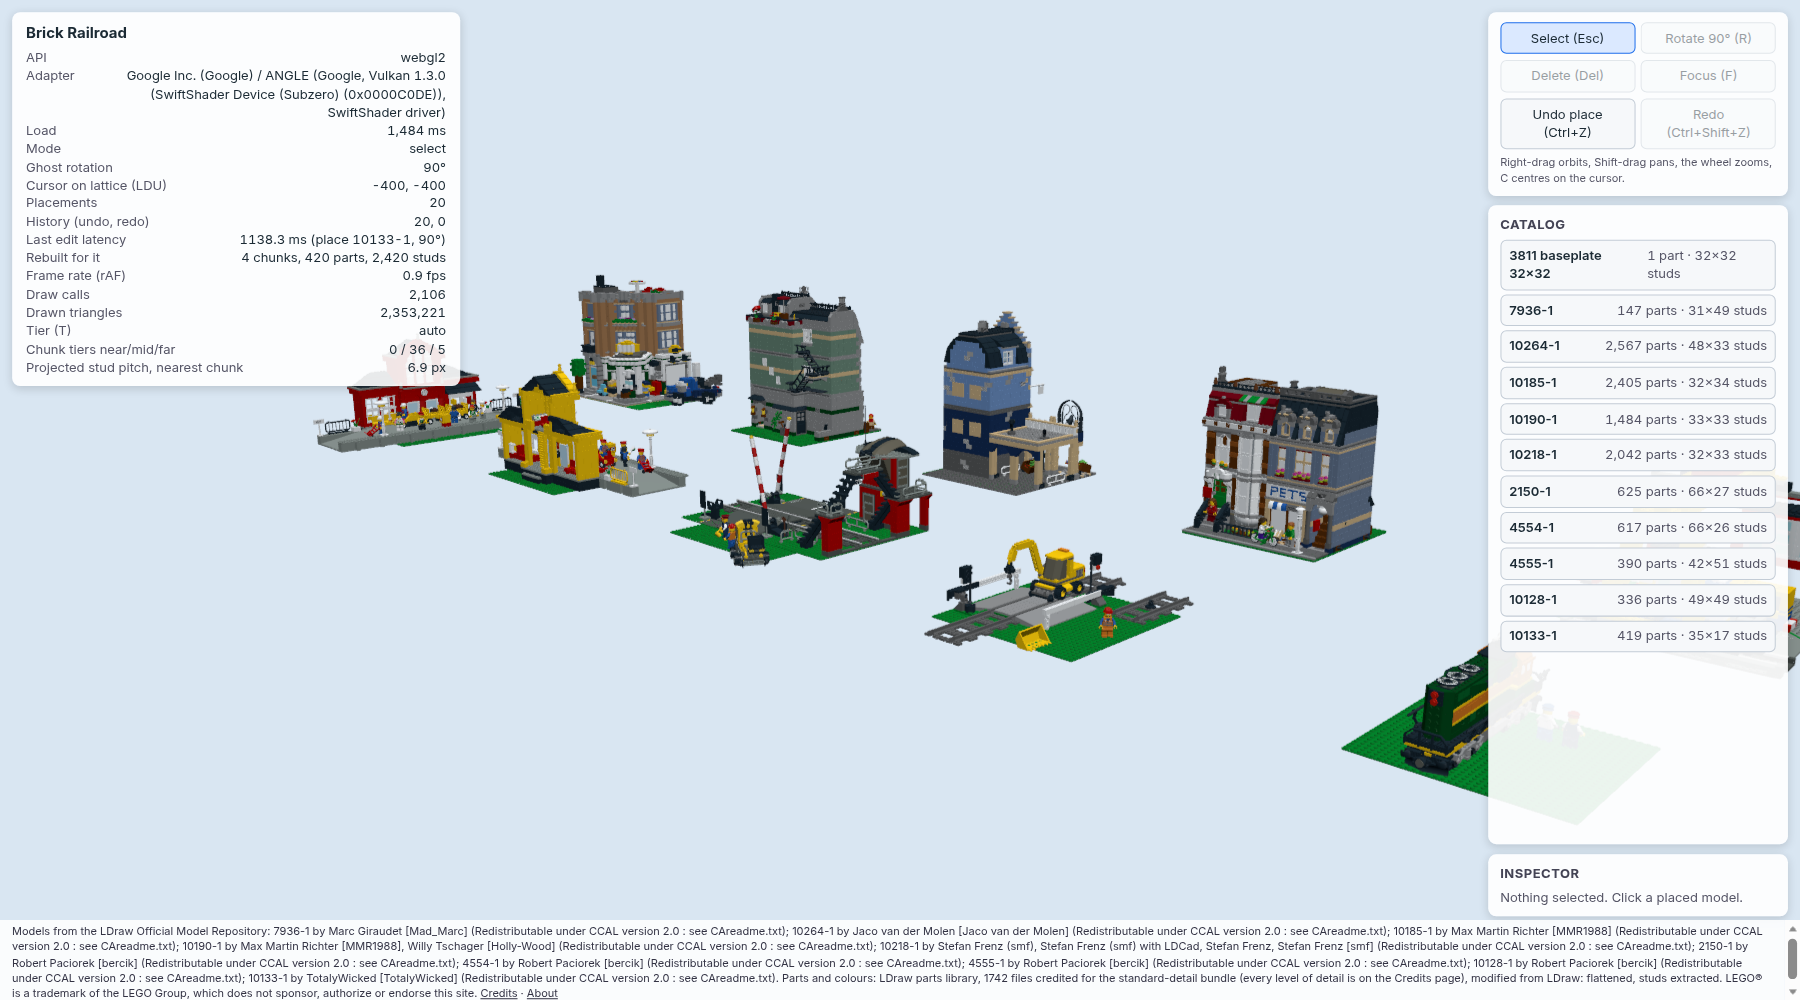 Brick Railroad
API webgl2
Adapter Google Inc. (Google) / ANGLE (Google, Vulkan 1.3.0
(SwiftShader Device (Subzero) (0x0000C0DE)),
SwiftShader driver)
Load 1,484 ms
Mode select
Ghost rotation 90°
Cursor on lattice (LDU) -400, -400
Placements 20
History (undo, redo) 20, 0
Last edit latency 1138.3 ms (place 10133-1, 90°)
Rebuilt for it 4 chunks, 420 parts, 2,420 studs
Frame rate (rAF) 0.9 fps
Draw calls 2,106
Drawn triangles 2,353,221
Tier (T) auto
Chunk tiers near/mid/far 0 / 36 / 5
Projected stud pitch, nearest chunk 6.9 px
PETS
Select (Esc) Rotate 90° (R)
Delete (Del) Focus (F)
Undo place
(Ctrl+Z)
Redo
(Ctrl+Shift+Z)
Right-drag orbits, Shift-drag pans, the wheel zooms,
C centres on the cursor.
CATALOG
3811 baseplate
32×32
1 part · 32×32
studs
7936-1 147 parts · 31×49 studs
10264-1 2,567 parts · 48×33 studs
10185-1 2,405 parts · 32×34 studs
10190-1 1,484 parts · 33×33 studs
10218-1 2,042 parts · 32×33 studs
2150-1 625 parts · 66×27 studs
4554-1 617 parts · 66×26 studs
4555-1 390 parts · 42×51 studs
10128-1 336 parts · 49×49 studs
10133-1 419 parts · 35×17 studs
INSPECTOR
Nothing selected. Click a placed model.
Models from the LDraw Official Model Repository: 7936-1 by Marc Giraudet [Mad_Marc] (Redistributable under CCAL version 2.0 : see CAreadme.txt); 10264-1 by Jaco van der Molen [Jaco van der Molen] (Redistributable under CCAL version 2.0 : see CAreadme.txt); 10185-1 by Max Martin Richter [MMR1988] (Redistributable under CCAL
version 2.0 : see CAreadme.txt); 10190-1 by Max Martin Richter [MMR1988], Willy Tschager [Holly-Wood] (Redistributable under CCAL version 2.0 : see CAreadme.txt); 10218-1 by Stefan Frenz (smf), Stefan Frenz (smf) with LDCad, Stefan Frenz, Stefan Frenz [smf] (Redistributable under CCAL version 2.0 : see CAreadme.txt); 2150-1 by
Robert Paciorek [bercik] (Redistributable under CCAL version 2.0 : see CAreadme.txt); 4554-1 by Robert Paciorek [bercik] (Redistributable under CCAL version 2.0 : see CAreadme.txt); 4555-1 by Robert Paciorek [bercik] (Redistributable under CCAL version 2.0 : see CAreadme.txt); 10128-1 by Robert Paciorek [bercik] (Redistributable
under CCAL version 2.0 : see CAreadme.txt); 10133-1 by TotalyWicked [TotalyWicked] (Redistributable under CCAL version 2.0 : see CAreadme.txt). Parts and colours: LDraw parts library, 1742 files credited for the standard-detail bundle (every level of detail is on the Credits page), modified from LDraw: flattened, studs extracted. LEGO®
is a trademark of the LEGO Group, which does not sponsor, authorize or endorse this site. Credits · About